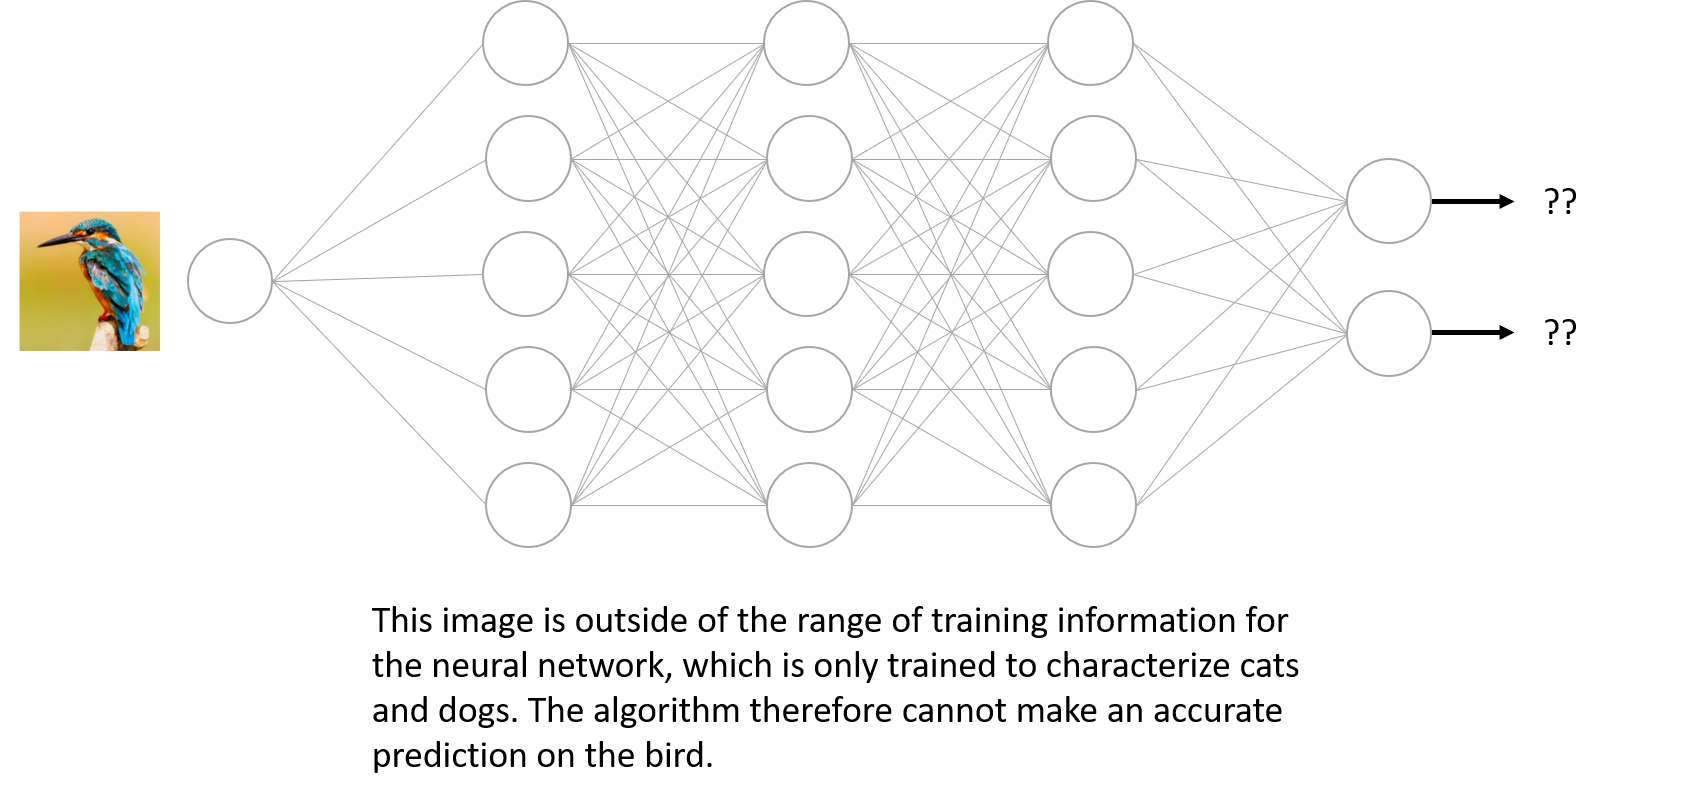 ??
??
This image is outside of the range of training information for
the neural network, which is only trained to characterize cats
and dogs. The algorithm therefore cannot make an accurate
prediction on the bird.